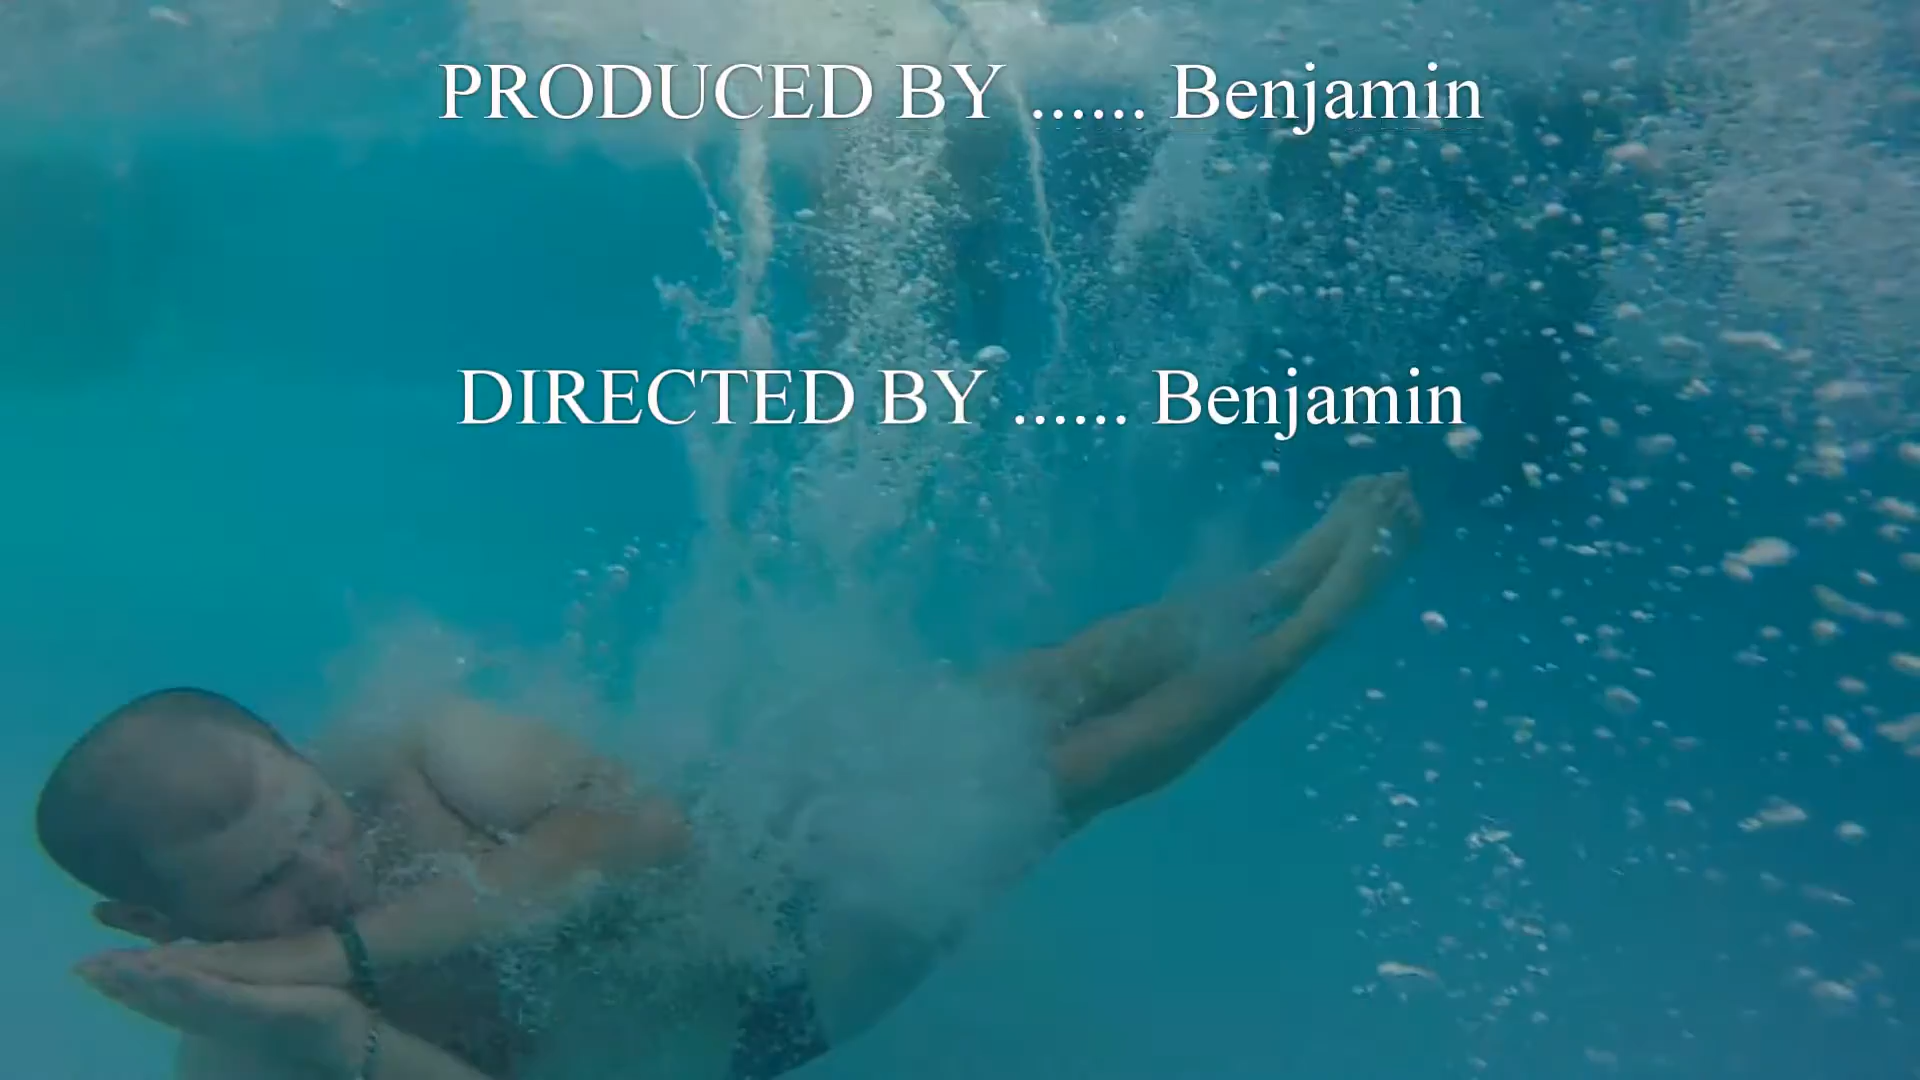 PRODUCED BY ...... Benjamin
DIRECTED BY ...... Benjamin